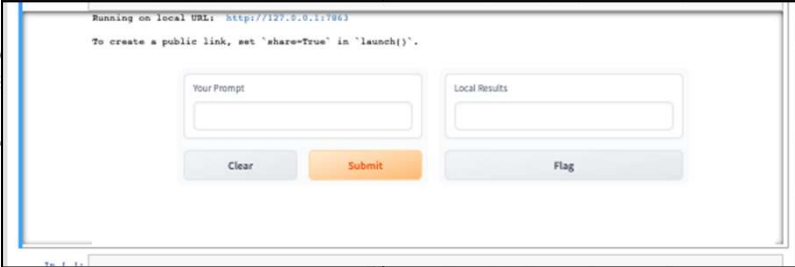 Running on local URL: http://127.0.0.1:7863
To create a public link, set `share=True` in `launch()`.
Your Prompt
Local Results
Clear
Submit
Flag